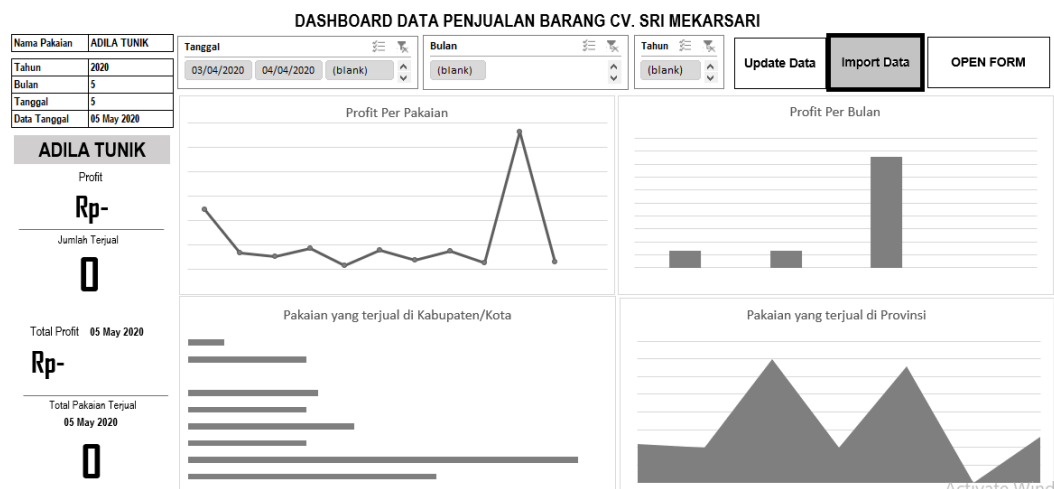 DASHBOARD DATA PENJUALAN BARANG CV. SRI MEKARSARI
Nama Pakaian ADILA TUNIK
Tahun 2020
Bulan 5
Tanggal 5
Data Tanggal 05 May 2020
Tanggal
03/04/2020 04/04/2020 (blank)
Bulan
(blank)
Tahun
(blank)
Update Data
Import Data
OPEN FORM
ADILA TUNIK
Profit
Rp-
Jumlah Terjual
0
Total Profit 05 May 2020
Rp-
Total Pakaian Terjual
05 May 2020
0
Profit Per Pakaian
Profit Per Bulan
Pakaian yang terjual di Kabupaten/Kota
Pakaian yang terjual di Provinsi
Activate Wind